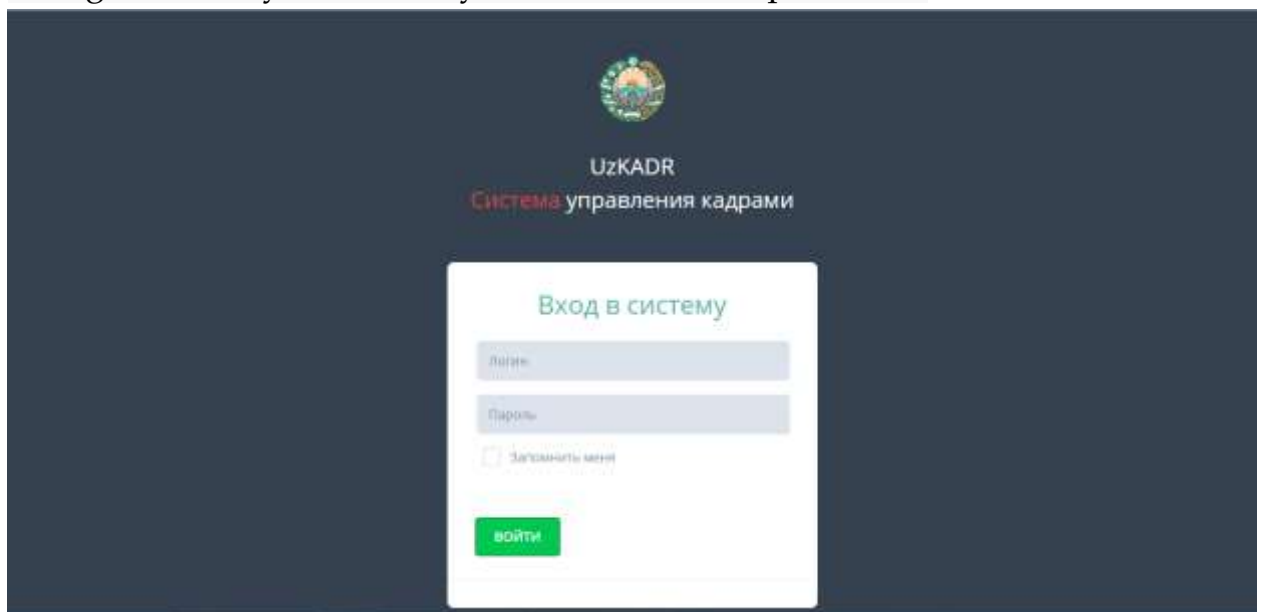 UzKADR
Система управления кадрами
Вход в систему
Логин
Пароль
Запомнить меня
ВОЙТИ